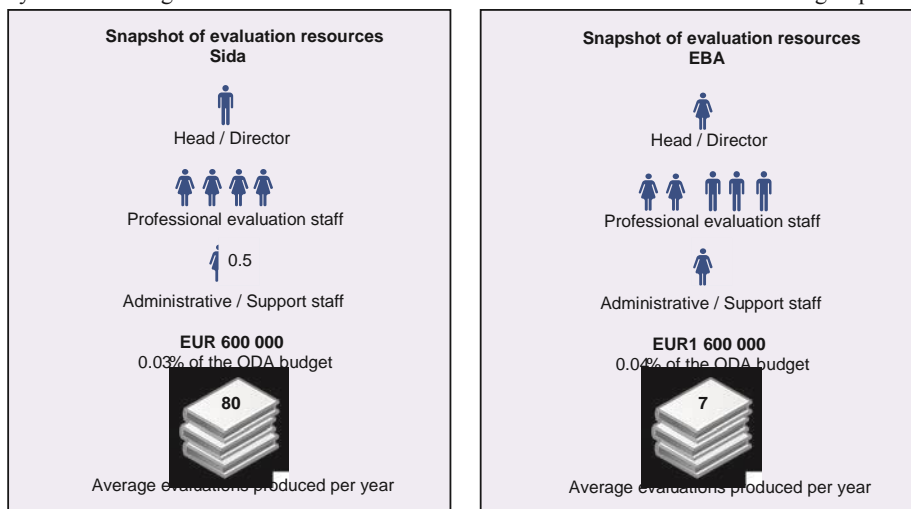 Snapshot of evaluation resources
Sida
Head / Director
Professional evaluation staff
0.5
Administrative / Support staff
EUR 600 000
0.03% of the ODA budget
80
Average evaluations produced per year
Snapshot of evaluation resources
EBA
Head / Director
Professional evaluation staff
Administrative / Support staff
EUR1 600 000
0.04% of the ODA budget
7
Average evaluations produced per year